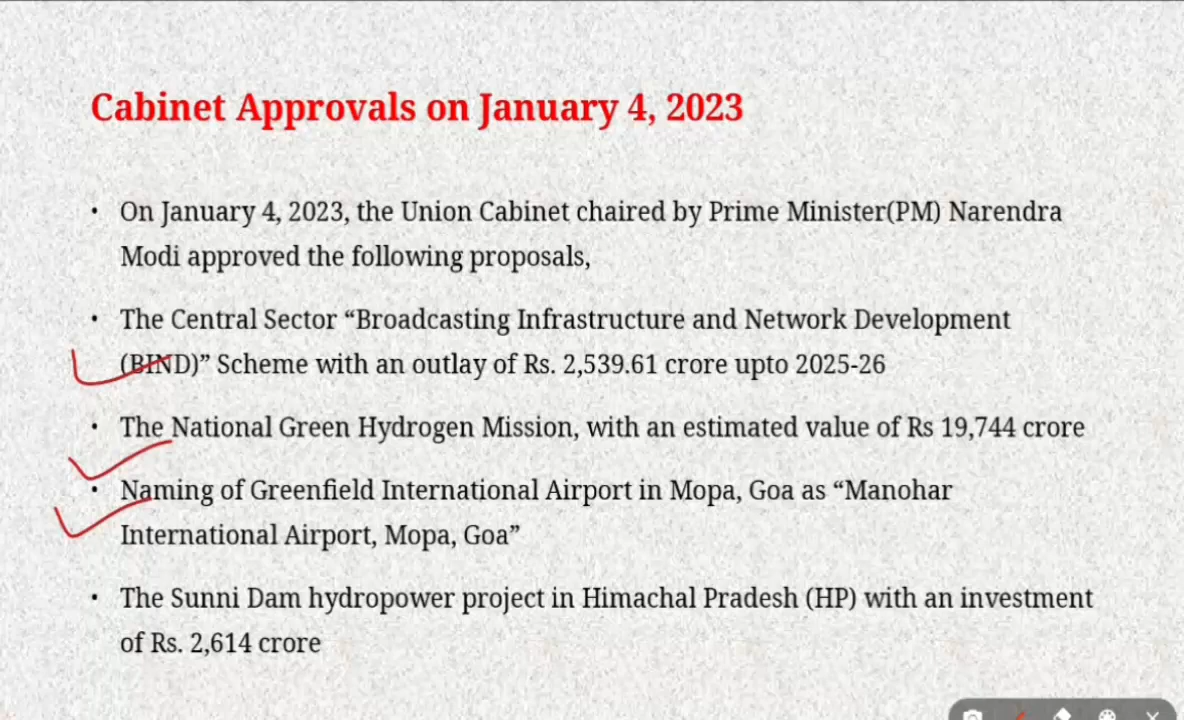 Cabinet Approvals on January 4, 2023
• On January 4, 2023, the Union Cabinet chaired by Prime Minister(PM) Narendra
Modi approved the following proposals,
• The Central Sector “Broadcasting Infrastructure and Network Development
(BIND)” Scheme with an outlay of Rs. 2,539.61 crore upto 2025-26
• The National Green Hydrogen Mission, with an estimated value of Rs 19,744 crore
• Naming of Greenfield International Airport in Mopa, Goa as “Manohar
International Airport, Mopa, Goa”
• The Sunni Dam hydropower project in Himachal Pradesh (HP) with an investment
of Rs. 2,614 crore